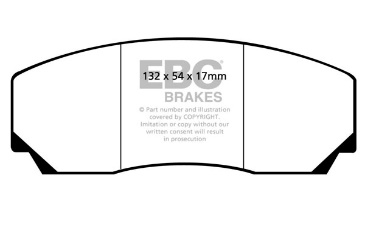 132 x 54 x 17mm
EBC
BRAKES
© Part number and illustration
covered by COPYRIGHT.
Imitation or copy without our
written consent will result
in prosecution